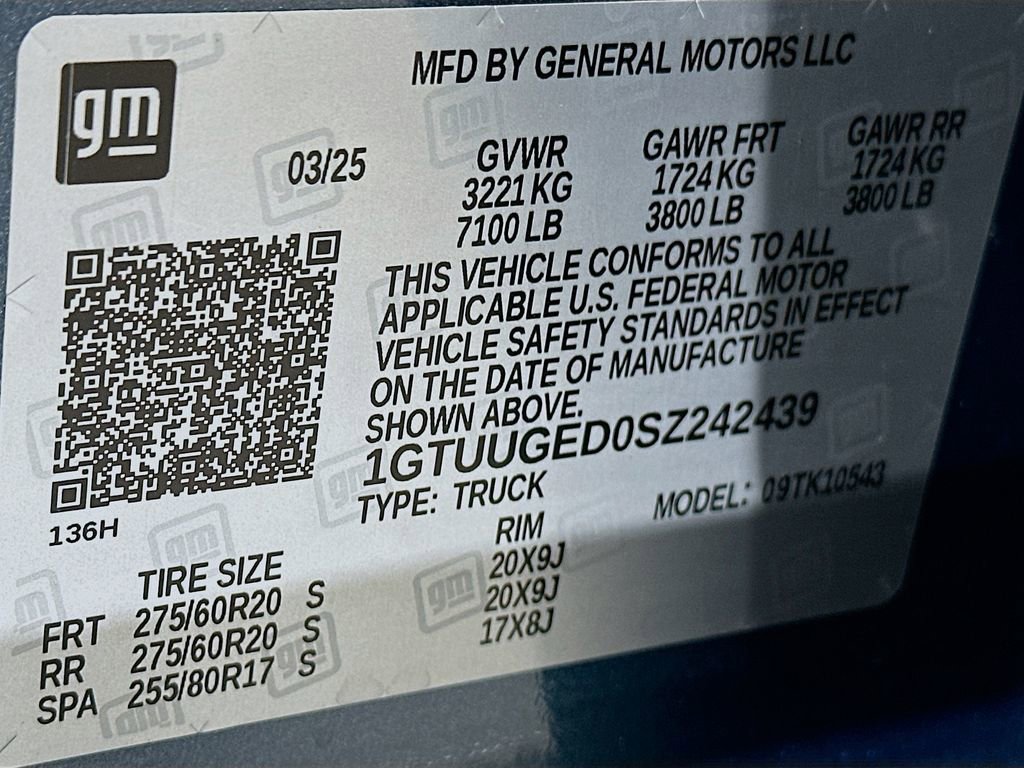 gm
MFD BY GENERAL MOTORS LLC
03/25 GVWR GAWR FRT GAWR RR
3221 KG 1724 KG 1724 KG
7100 LB 3800 LB 3800 LB
THIS VEHICLE CONFORMS TO ALL
APPLICABLE U.S. FEDERAL MOTOR
VEHICLE SAFETY STANDARDS IN EFFECT
ON THE DATE OF MANUFACTURE
SHOWN ABOVE.
1GTUUGED0SZ242439
TYPE: TRUCK MODEL: 09TK10543
136H
TIRE SIZE RIM
FRT 275/60R20 S 20X9J
RR 275/60R20 S 20X9J
SPA 255/80R17 S 17X8J